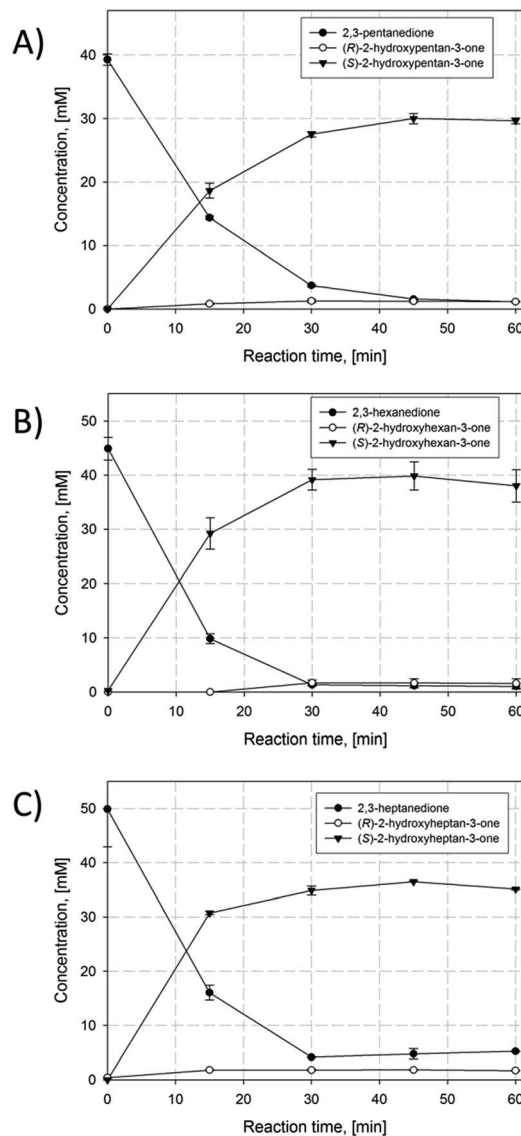 A)
2,3-pentanedione
(R)-2-hydroxypentan-3-one
(S)-2-hydroxypentan-3-one
Concentration, [mM]
40
30
20
10
0
0 10 20 30 40 50 60
Reaction time, [min]
B)
2,3-hexanedione
(R)-2-hydroxyhexan-3-one
(S)-2-hydroxyhexan-3-one
Concentration, [mM]
50
40
30
20
10
0
0 10 20 30 40 50 60
Reaction time, [min]
C)
2,3-heptanedione
(R)-2-hydroxyheptan-3-one
(S)-2-hydroxyheptan-3-one
Concentration, [mM]
50
40
30
20
10
0
0 10 20 30 40 50 60
Reaction time, [min]